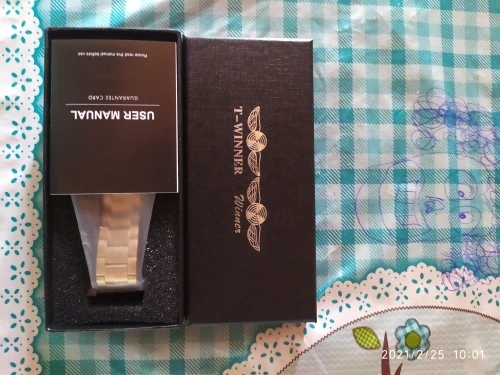 Please read this manual before use
GUARANTEE CARD
USER MANUAL
T-WINNER
Winner
2021/2/25 10:01